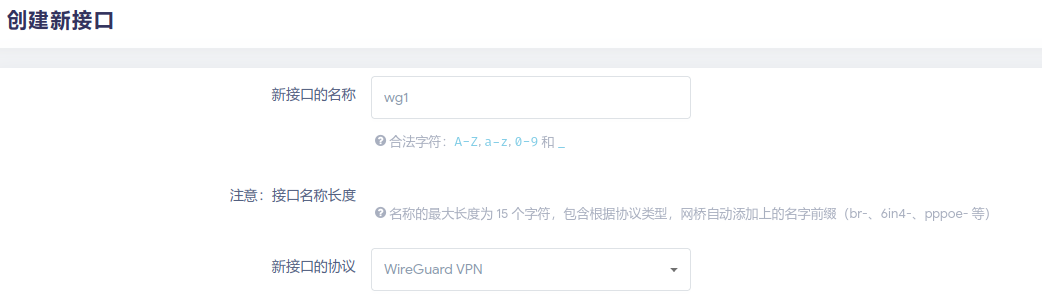 创建新接口
新接口的名称
wg1
合法字符：A-Z, a-z, 0-9 和 _
注意：接口名称长度
名称的最大长度为 15 个字符，包含根据协议类型，网桥自动添加上的名字前缀（br-、6in4-、pppoe- 等）
新接口的协议
WireGuard VPN